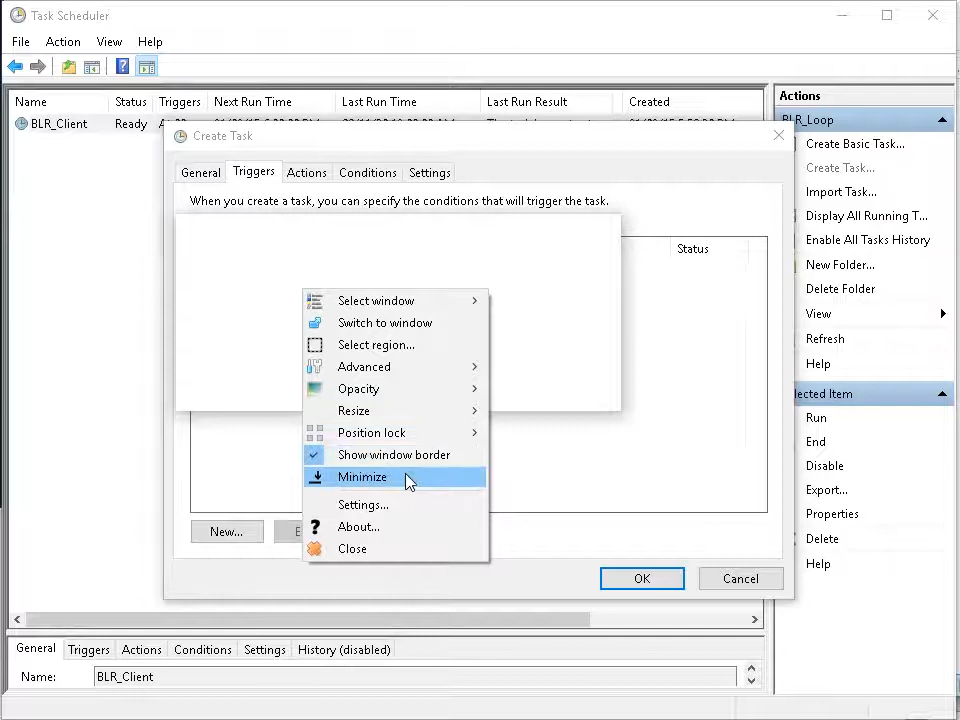 Task Scheduler
File Action View Help
Name Status Triggers Next Run Time Last Run Time Last Run Result Created
BLR_Client Ready
Create Task
General Triggers Actions Conditions Settings
When you create a task, you can specify the conditions that will trigger the task.
Status
Select window
Switch to window
Select region...
Advanced
Opacity
Resize
Position lock
Show window border
Minimize
Settings...
About...
Close
New... E
OK Cancel
Actions
BLR_Loop
Create Basic Task...
Create Task...
Import Task...
Display All Running T...
Enable All Tasks History
New Folder...
Delete Folder
View
Refresh
Help
lected Item
Run
End
Disable
Export...
Properties
Delete
Help
General Triggers Actions Conditions Settings History (disabled)
Name: BLR_Client